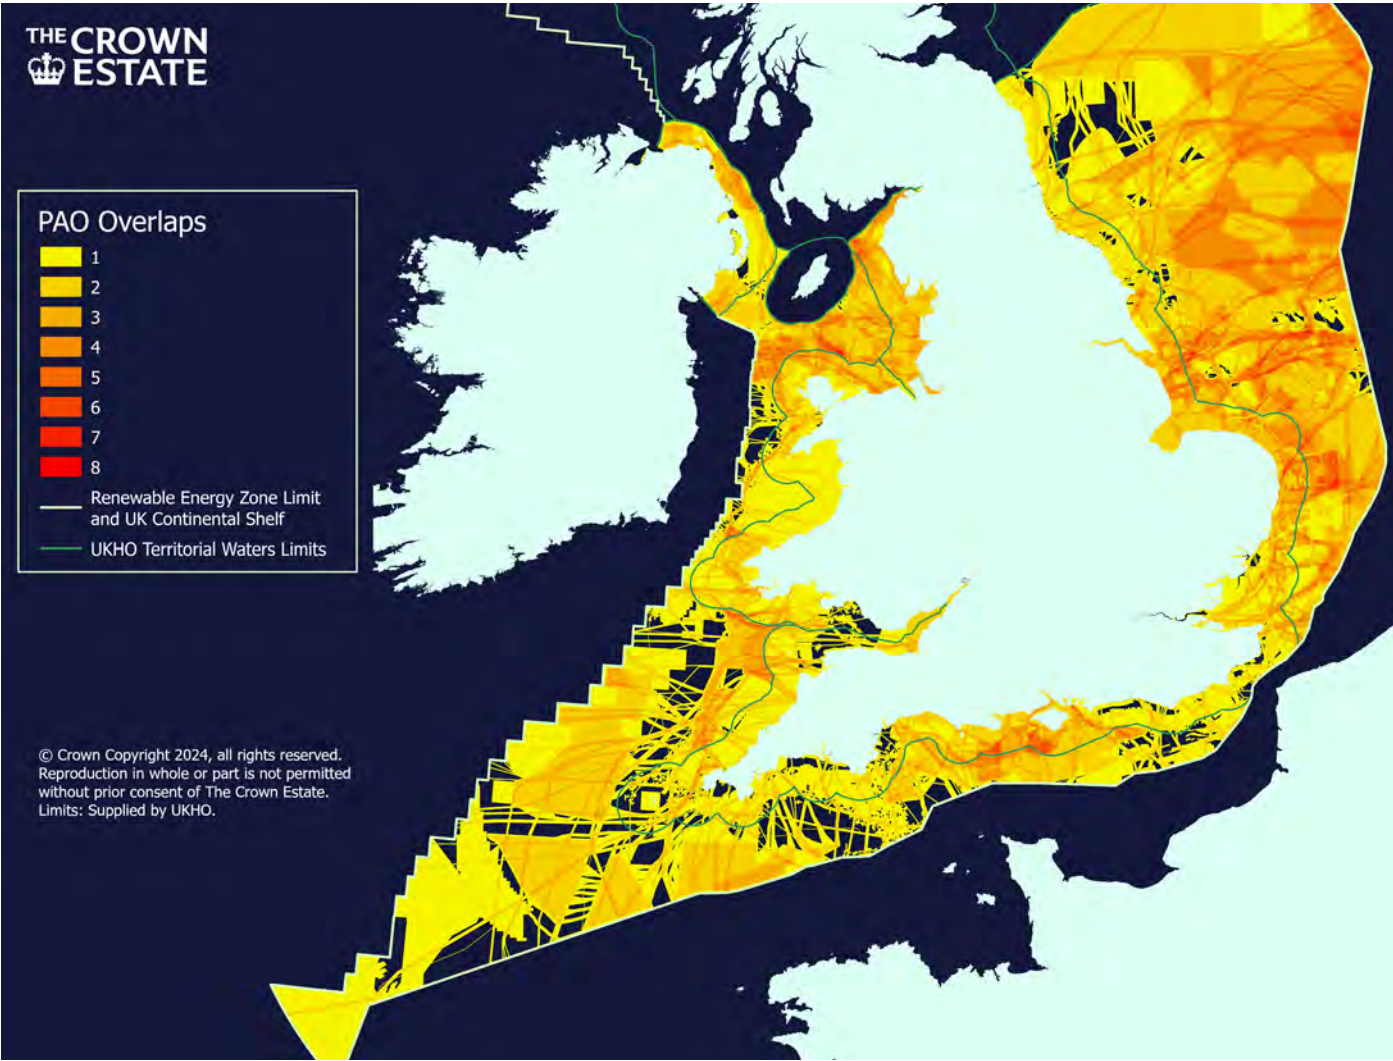 THE CROWN
ESTATE
PAO Overlaps
1
2
3
4
5
6
7
8
Renewable Energy Zone Limit
and UK Continental Shelf
UKHO Territorial Waters Limits
© Crown Copyright 2024, all rights reserved.
Reproduction in whole or part is not permitted
without prior consent of The Crown Estate.
Limits: Supplied by UKHO.